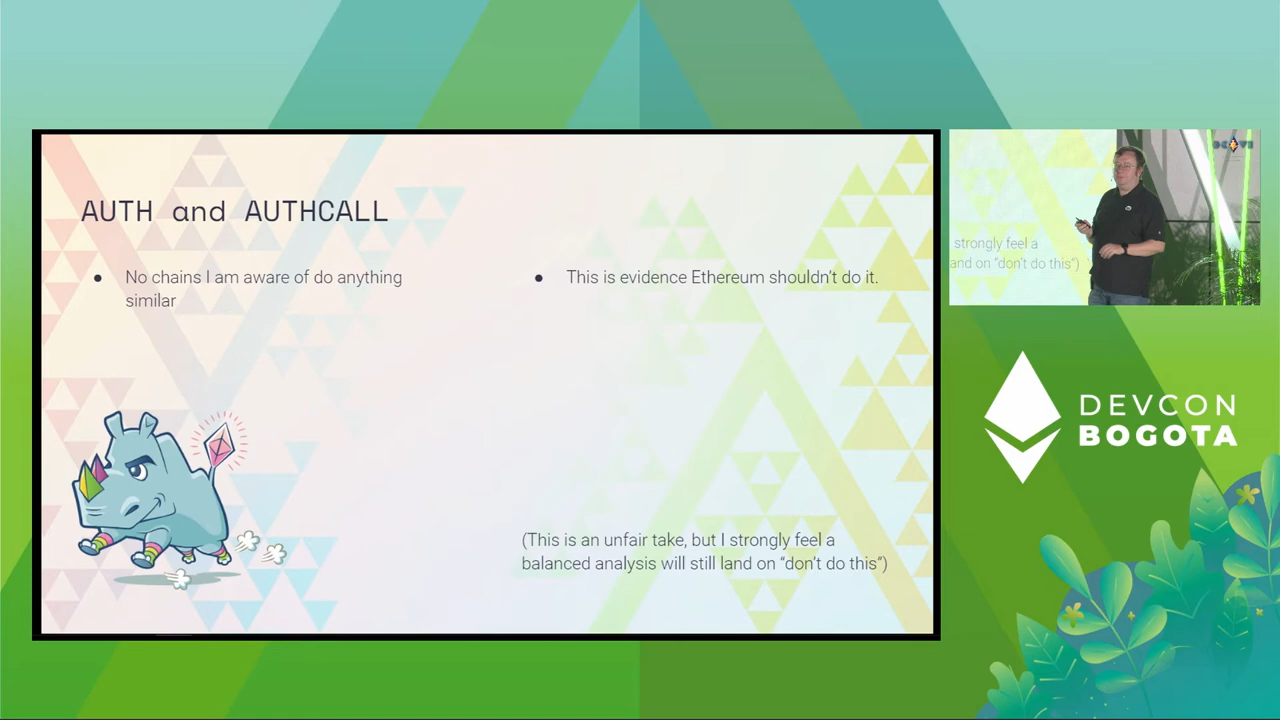 AUTH and AUTHCALL
● No chains I am aware of do anything
similar
● This is evidence Ethereum shouldn't do it.
(This is an unfair take, but I strongly feel a
balanced analysis will still land on "don't do this")
strongly feel a
and on "don't do this")
DEVCON
BOGOTA